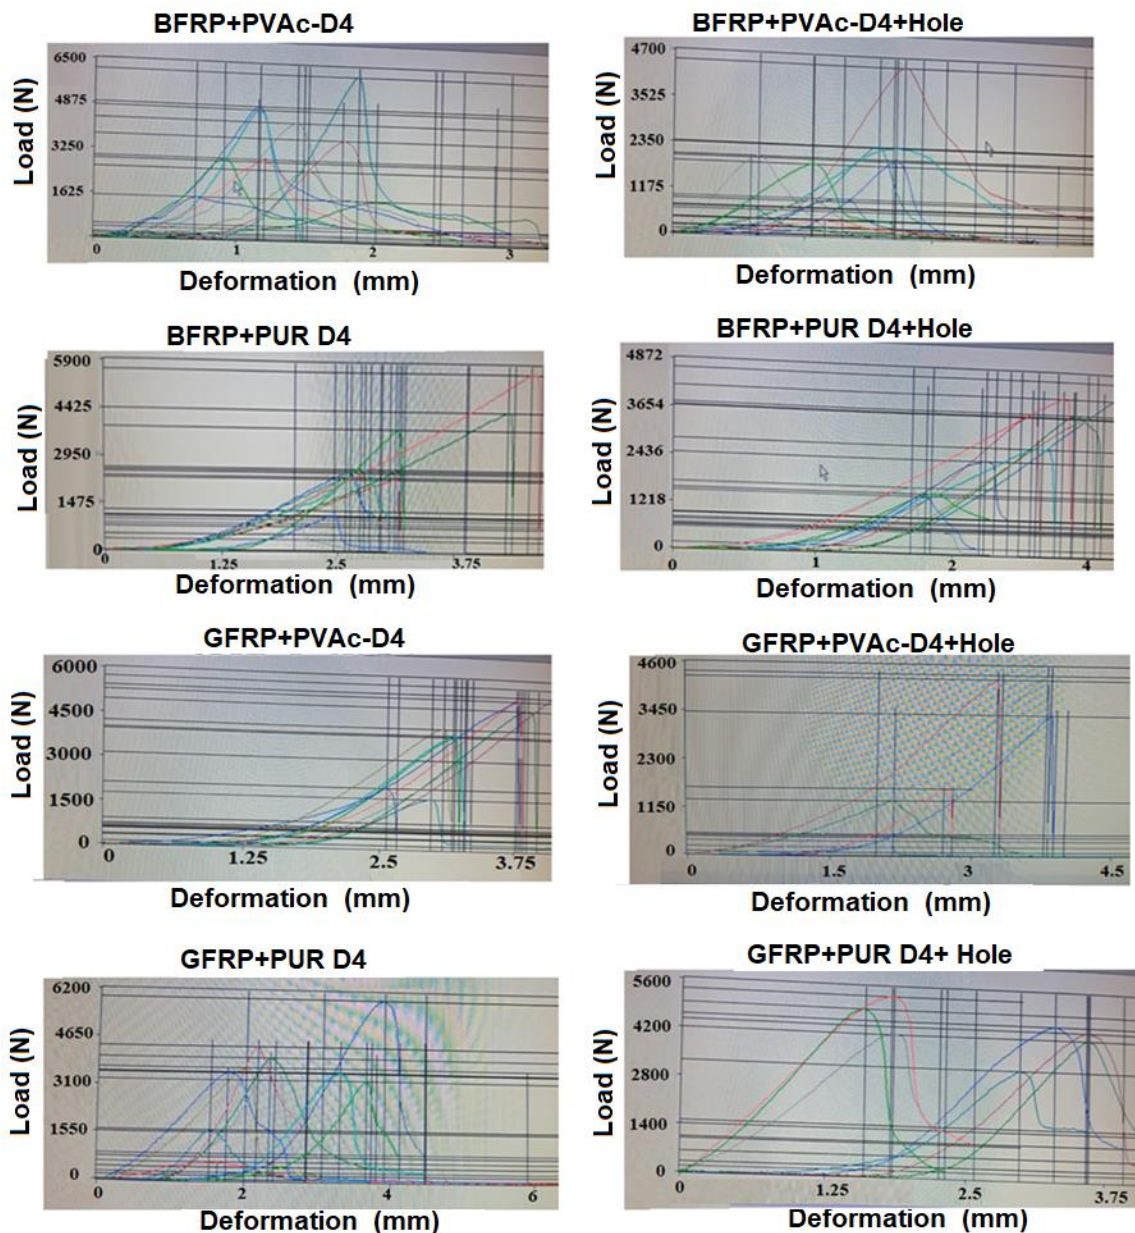 BFRP+PVAc-D4
Load (N)
6500
4875
3250
1625
0 1 2 3
Deformation (mm)
BFRP+PVAc-D4+Hole
Load (N)
4700
3525
2350
1175
0
0
Deformation (mm)
BFRP+PUR D4
Load (N)
5900
4425
2950
1475
0
1.25 2.5 3.75
Deformation (mm)
BFRP+PUR D4+Hole
Load (N)
4872
3654
2436
1218
0
0 1 2 4
Deformation (mm)
GFRP+PVAc-D4
Load (N)
6000
4500
3000
1500
0
0 1.25 2.5 3.75
Deformation (mm)
GFRP+PVAc-D4+Hole
Load (N)
4600
3450
2300
1150
0
0 1.5 3 4.5
Deformation (mm)
GFRP+PUR D4
Load (N)
6200
4650
3100
1550
0
0 2 4 6
Deformation (mm)
GFRP+PUR D4+ Hole
Load (N)
5600
4200
2800
1400
0
0 1.25 2.5 3.75
Deformation (mm)